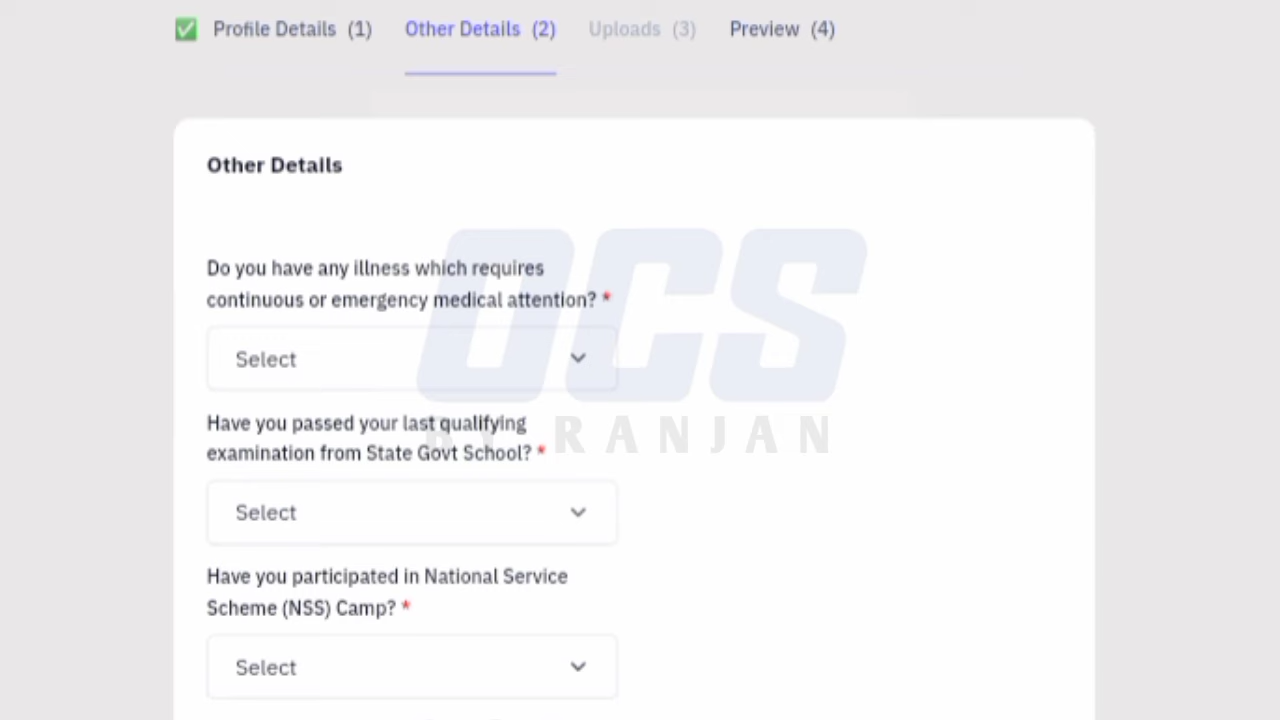 ✅ Profile Details (1) Other Details (2) Uploads (3) Preview (4)
Other Details
Do you have any illness which requires
continuous or emergency medical attention? *
Select
OCS
BY RANJAN
Have you passed your last qualifying
examination from State Govt School? *
Select
Have you participated in National Service
Scheme (NSS) Camp? *
Select